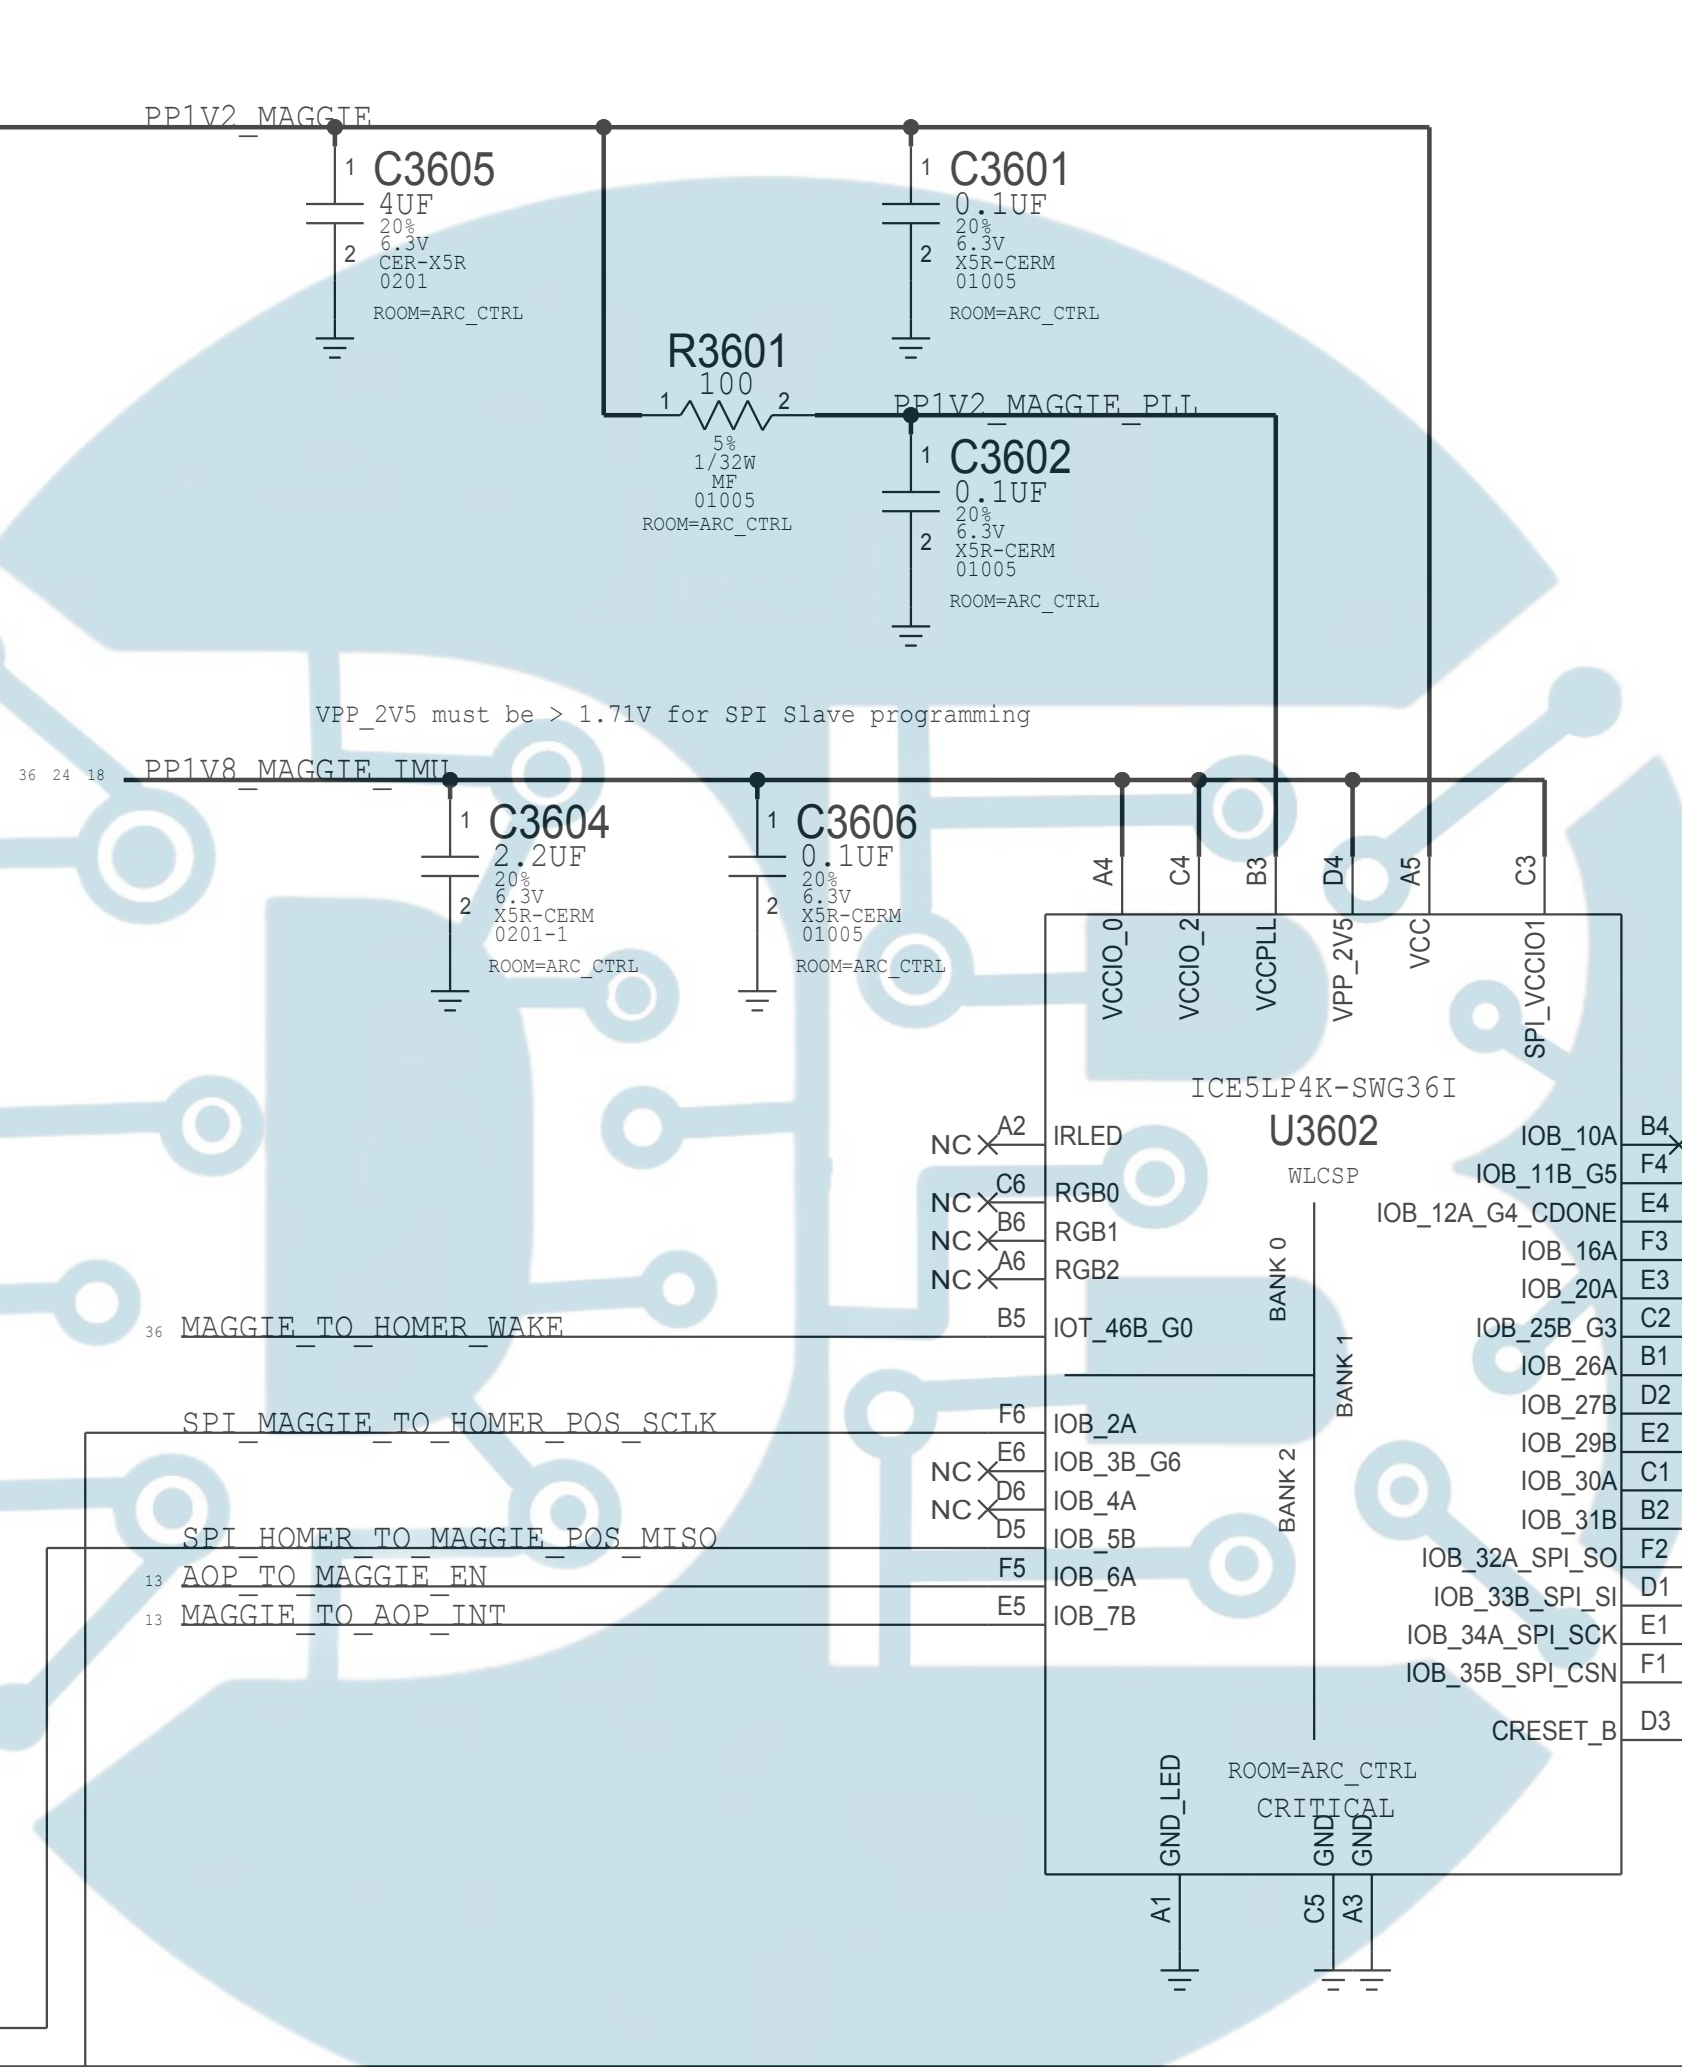 PP1V2_MAGGIE
1 C3605
4UF
20%
6.3V
2
CER-X5R
0201
ROOM=ARC_CTRL
1 C3601
0.1UF
20%
6.3V
2
X5R-CERM
01005
ROOM=ARC_CTRL
R3601
100
1 2
5%
1/32W
MF
01005
ROOM=ARC_CTRL
PP1V2_MAGGIE_PLL
1 C3602
0.1UF
20%
6.3V
2
X5R-CERM
01005
ROOM=ARC_CTRL
VPP_2V5 must be > 1.71V for SPI Slave programming
36 24 18 PP1V8_MAGGIE_IMU
1 C3604
2.2UF
20%
6.3V
2
X5R-CERM
0201-1
ROOM=ARC_CTRL
1 C3606
0.1UF
20%
6.3V
2
X5R-CERM
01005
ROOM=ARC_CTRL
A4
C4
B3
D4
A5
C3
VCCIO_0
VCCIO_2
VCCPLL
VPP_2V5
VCC
SPI_VCCIO1
ICE5LP4K-SWG36I
U3602
WLCSP
NC A2 IRLED
NC C6 RGB0
NC B6 RGB1
NC A6 RGB2
36 MAGGIE_TO_HOMER_WAKE B5 IOT_46B_G0
SPI_MAGGIE_TO_HOMER_POS_SCLK F6 IOB_2A
NC E6 IOB_3B_G6
NC D6 IOB_4A
SPI_HOMER_TO_MAGGIE_POS_MISO D5 IOB_5B
13 AOP_TO_MAGGIE_EN F5 IOB_6A
13 MAGGIE_TO_AOP_INT E5 IOB_7B
BANK 0
BANK 1
BANK 2
IOB_10A B4
IOB_11B_G5 F4
IOB_12A_G4_CDONE E4
IOB_16A F3
IOB_20A E3
IOB_25B_G3 C2
IOB_26A B1
IOB_27B D2
IOB_29B E2
IOB_30A C1
IOB_31B B2
IOB_32A_SPI_SO F2
IOB_33B_SPI_SI D1
IOB_34A_SPI_SCK E1
IOB_35B_SPI_CSN F1
CRESET_B D3
ROOM=ARC_CTRL
CRITICAL
GND_LED
GND
GND
A1
C5
A3